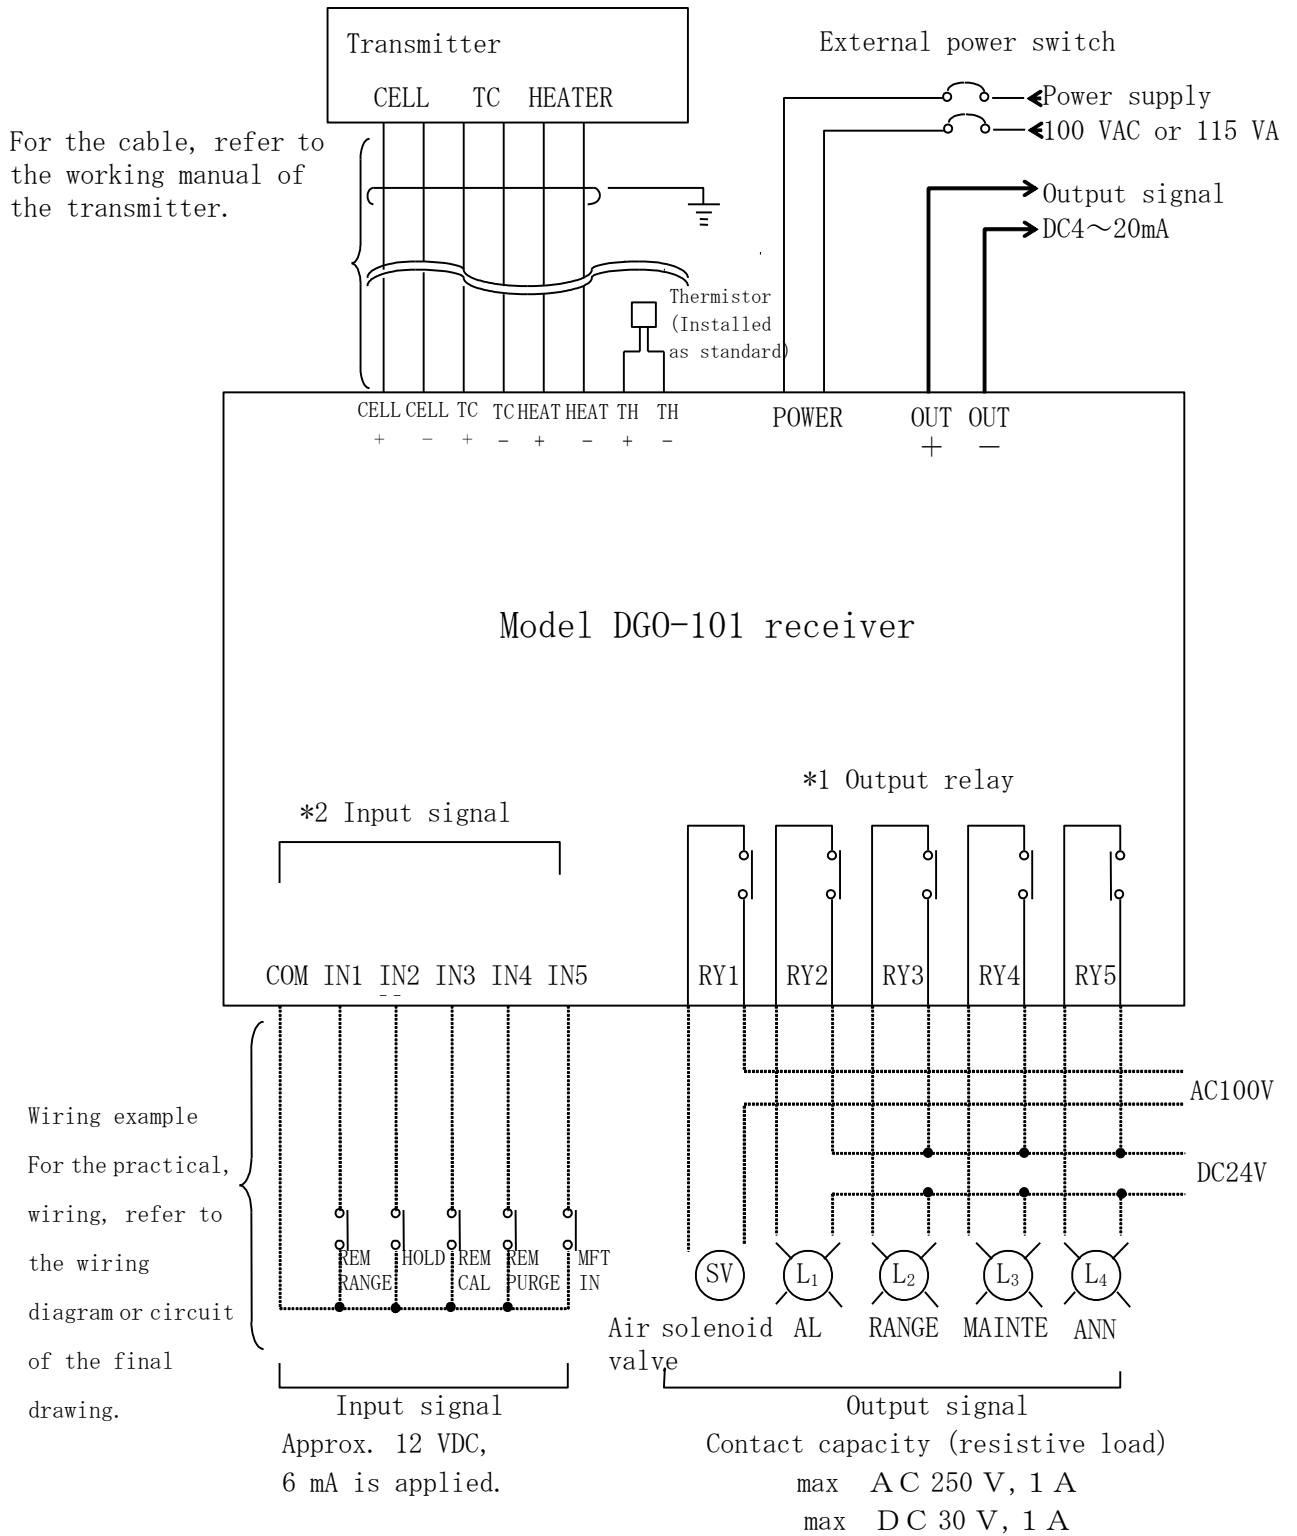 Transmitter
CELL TC HEATER
External power switch
Power supply
100 VAC or 115 VA
For the cable, refer to
the working manual of
the transmitter.
Output signal
DC4～20mA
Thermistor
(Installed
as standard)
CELL CELL TC TC HEAT HEAT TH TH
+ － + － + － + －
POWER
OUT OUT
＋ －
Model DGO-101 receiver
*2 Input signal
*1 Output relay
COM IN1 IN2 IN3 IN4 IN5
RY1 RY2 RY3 RY4 RY5
AC100V
DC24V
Wiring example
For the practical,
wiring, refer to
the wiring
diagram or circuit
of the final
drawing.
REM HOLD REM REM MFT
RANGE CAL PURGE IN
SV L1 L2 L3 L4
Air solenoid AL RANGE MAINTE ANN
valve
Input signal
Approx. 12 VDC,
6 mA is applied.
Output signal
Contact capacity (resistive load)
max ＡＣ 250 Ｖ, １Ａ
max ＤＣ 30 Ｖ, １Ａ